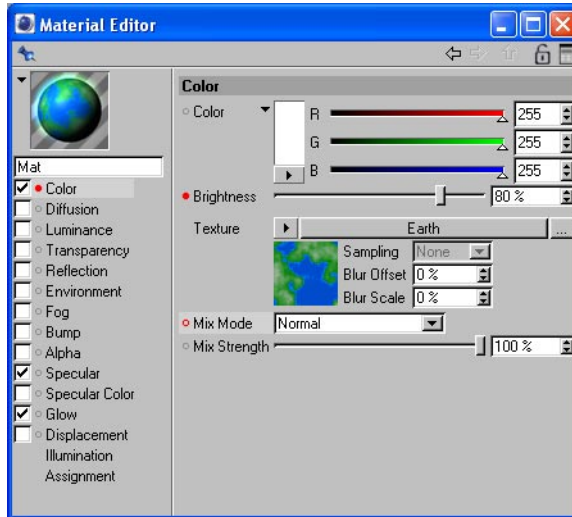 Material Editor
Color
Color R 255
G 255
B 255
Mat
Color
Diffusion
Luminance
Transparency
Reflection
Environment
Fog
Bump
Alpha
Specular
Specular Color
Glow
Displacement
Illumination
Assignment
Brightness 80 %
Texture Earth ...
Sampling None
Blur Offset 0 %
Blur Scale 0 %
Mix Mode Normal
Mix Strength 100 %